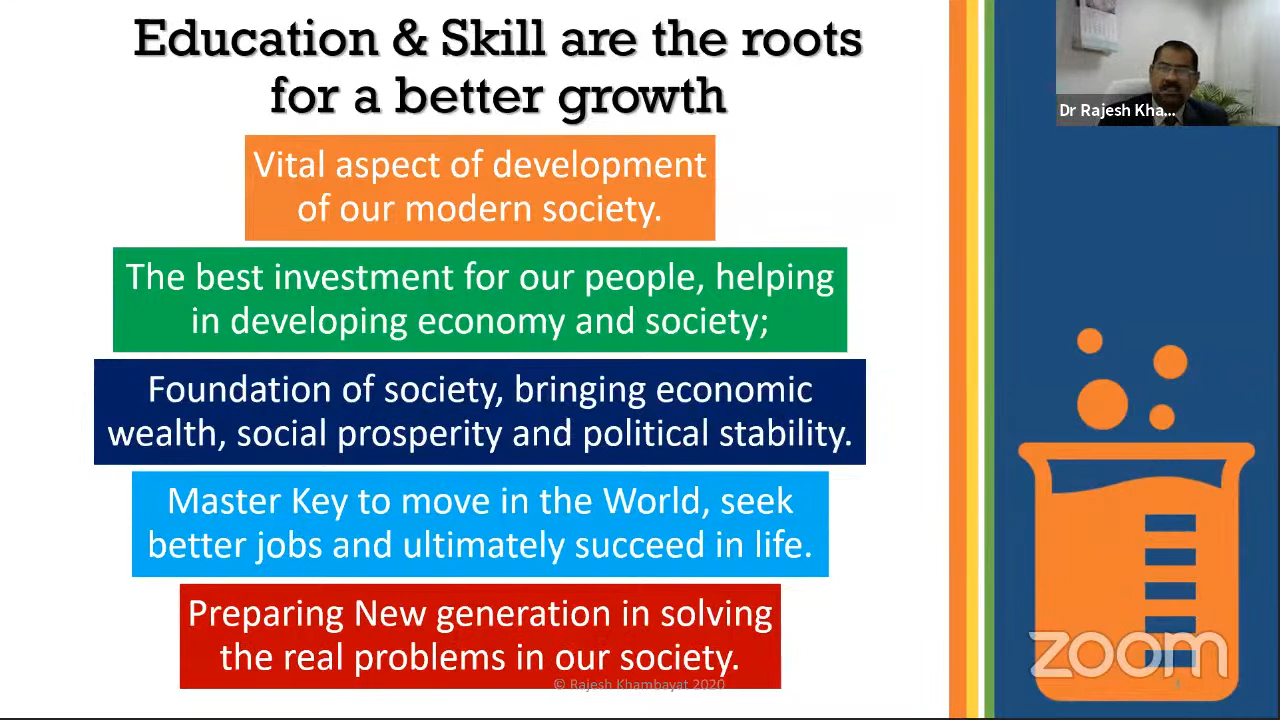 Education & Skill are the roots
for a better growth
Dr Rajesh Kha...
Vital aspect of development
of our modern society.
The best investment for our people, helping
in developing economy and society;
Foundation of society, bringing economic
wealth, social prosperity and political stability.
Master Key to move in the World, seek
better jobs and ultimately succeed in life.
Preparing New generation in solving
the real problems in our society.
© Rajesh Khambayat 2020
zoom